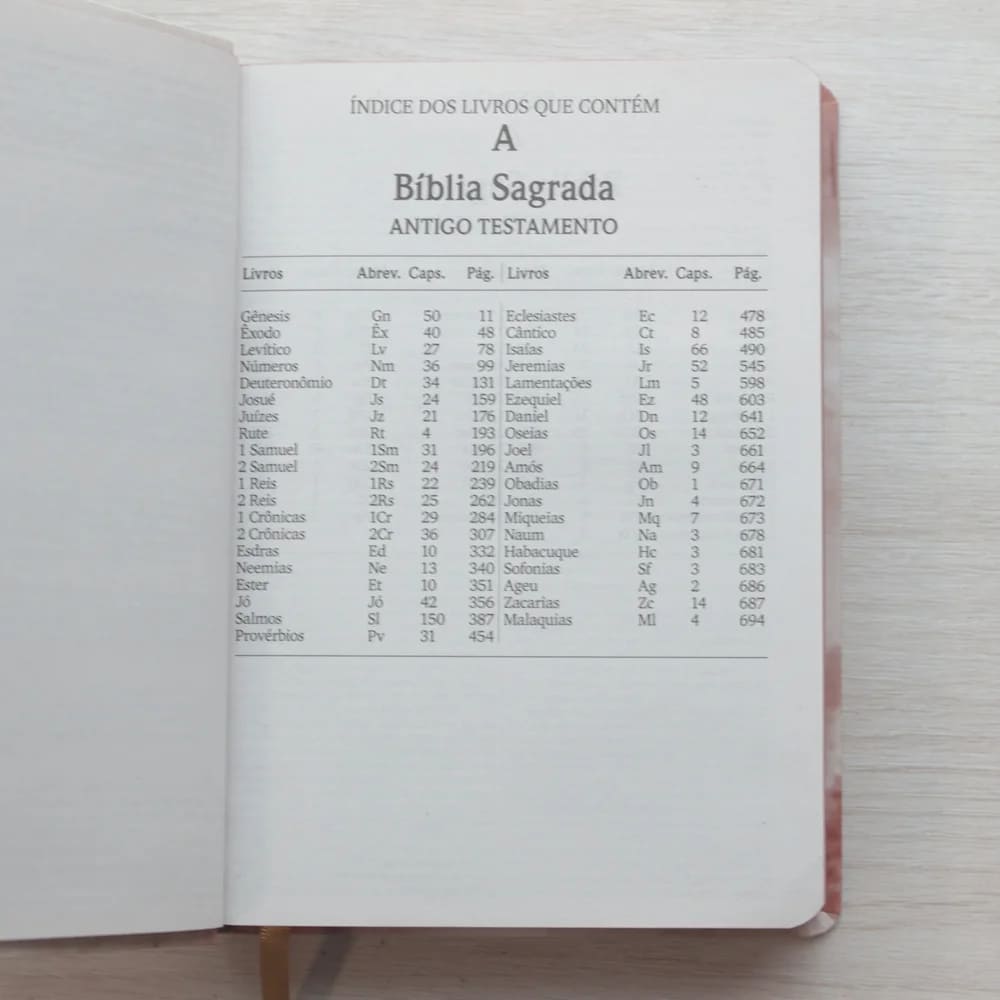 ÍNDICE DOS LIVROS QUE CONTÉM
A
Bíblia Sagrada
ANTIGO TESTAMENTO
Livros Abrev. Caps. Pág. Livros Abrev. Caps. Pág.
Gênesis Gn 50 11 Eclesiastes Ec 12 478
Êxodo Êx 40 48 Cântico Ct 8 485
Levítico Lv 27 78 Isaías Is 66 490
Números Nm 36 99 Jeremias Jr 52 545
Deuteronômio Dt 34 131 Lamentações Lm 5 598
Josué Js 24 159 Ezequiel Ez 48 603
Juízes Jz 21 176 Daniel Dn 12 641
Rute Rt 4 193 Oseias Os 14 652
1 Samuel 1Sm 31 196 Joel Jl 3 661
2 Samuel 2Sm 24 219 Amós Am 9 664
1 Reis 1Rs 22 239 Obadias Ob 1 671
2 Reis 2Rs 25 262 Jonas Jn 4 672
1 Crônicas 1Cr 29 284 Miqueias Mq 7 673
2 Crônicas 2Cr 36 307 Naum Na 3 678
Esdras Ed 10 332 Habacuque Hc 3 681
Neemias Ne 13 340 Sofonias Sf 3 683
Ester Et 10 351 Ageu Ag 2 686
Jó Jó 42 356 Zacarias Zc 14 687
Salmos Sl 150 387 Malaquias Ml 4 694
Provérbios Pv 31 454